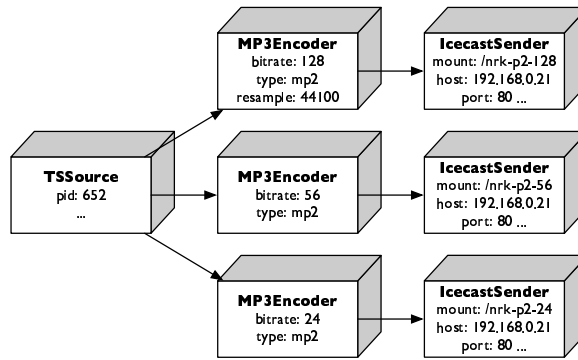 MP3Encoder
bitrate: 128
type: mp2
resample: 44100
IcecastSender
mount: /nrk-p2-128
host: 192.168.0.21
port: 80 ...
TSSource
pid: 652
...
MP3Encoder
bitrate: 56
type: mp2
IcecastSender
mount: /nrk-p2-56
host: 192.168.0.21
port: 80 ...
MP3Encoder
bitrate: 24
type: mp2
IcecastSender
mount: /nrk-p2-24
host: 192.168.0.21
port: 80 ...